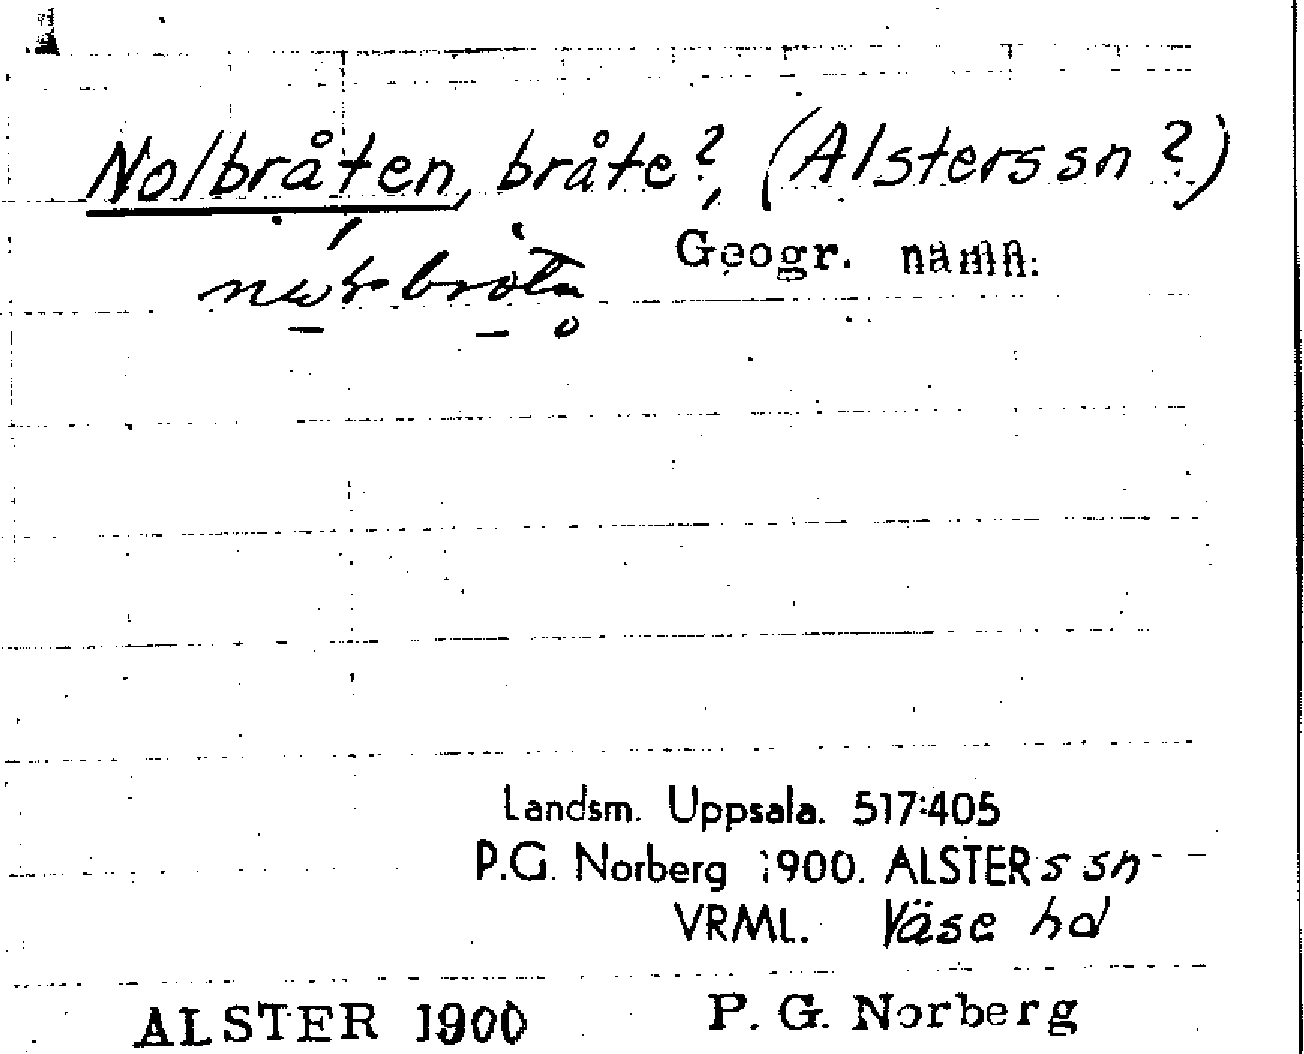 Nolbråten, bråte?, (Alsters sn?)
Geogr. namn.
Landsm. Uppsala. 517:405
P.G. Norberg 1900. ALSTERs sn
VRML. Väse hd
ALSTER 1900 P. G. Norberg